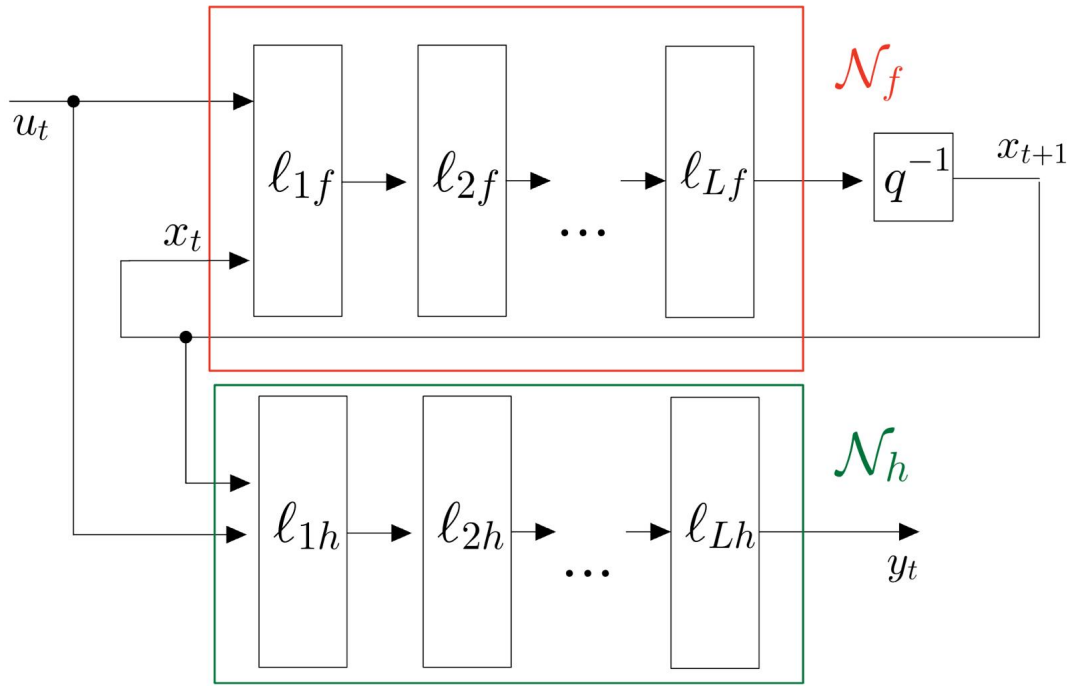 𝒩_f
u_t
ℓ_{1f} ℓ_{2f} ... ℓ_{Lf} q^{-1} x_{t+1}
x_t
𝒩_h
ℓ_{1h} ℓ_{2h} ... ℓ_{Lh}
y_t